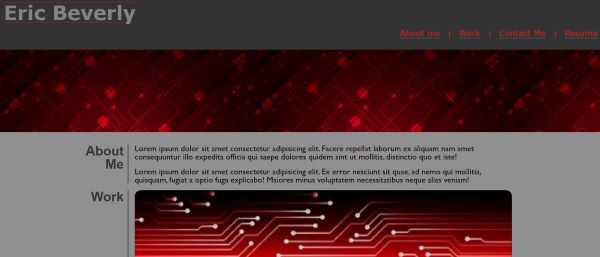 Eric Beverly
About me | Work | Contact Me | Resume
About Me
Lorem ipsum dolor sit amet consectetur adipisicing elit. Facere repellat laborum ex aliquam nam amet
consequuntur illo expedita officia qui saepe dolores quidem sint ut mollitia, distinctio quo et iste!
Lorem ipsum dolor sit amet consectetur adipisicing elit. Ex error nesciunt sit quae, ad nemo qui mollitia,
quisquam, fugiat a optio fuga explicabo! Maiores minus voluptatem necessitatibus neque alias veniam!
Work